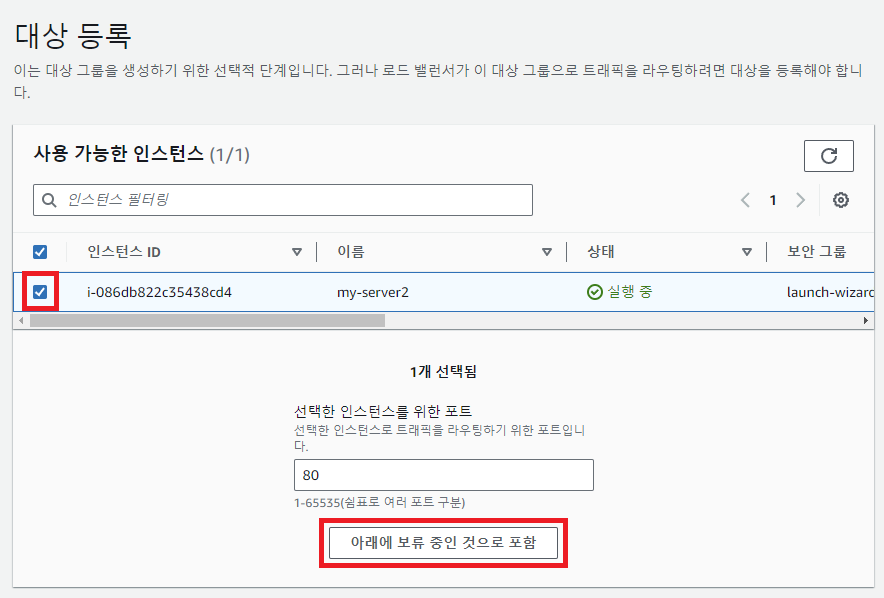 대상 등록
이는 대상 그룹을 생성하기 위한 선택적 단계입니다. 그러나 로드 밸런서가 이 대상 그룹으로 트래픽을 라우팅하려면 대상을 등록해야 합니
다.
사용 가능한 인스턴스 (1/1)
인스턴스 필터링
1
인스턴스 ID 이름 상태 보안 그룹
i-086db822c35438cd4 my-server2 실행 중 launch-wizard
1개 선택됨
선택한 인스턴스를 위한 포트
선택한 인스턴스로 트래픽을 라우팅하기 위한 포트입니
다.
80
1-65535(쉼표로 여러 포트 구분)
아래에 보류 중인 것으로 포함